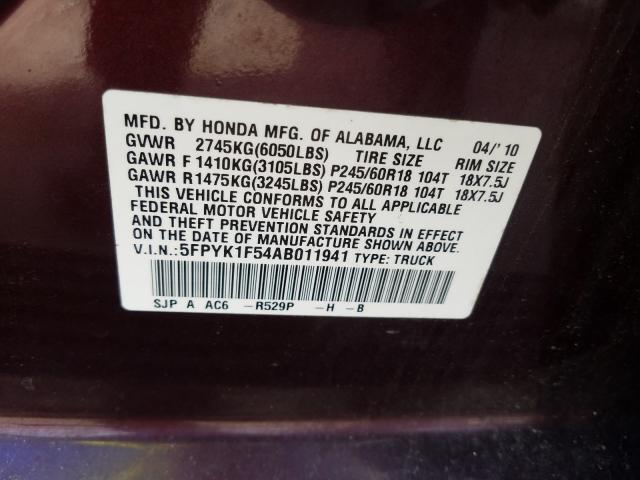 MFD. BY HONDA MFG. OF ALABAMA, LLC 04/'10
GVWR 2745KG(6050LBS) TIRE SIZE RIM SIZE
GAWR F 1410KG(3105LBS) P245/60R18 104T 18X7.5J
GAWR R1475KG(3245LBS) P245/60R18 104T 18X7.5J
THIS VEHICLE CONFORMS TO ALL APPLICABLE
FEDERAL MOTOR VEHICLE SAFETY
AND THEFT PREVENTION STANDARDS IN EFFECT
ON THE DATE OF MANUFACTURE SHOWN ABOVE.
V.I.N.:5FPYK1F54AB011941 TYPE: TRUCK
SJP A AC6 -R529P -H -B